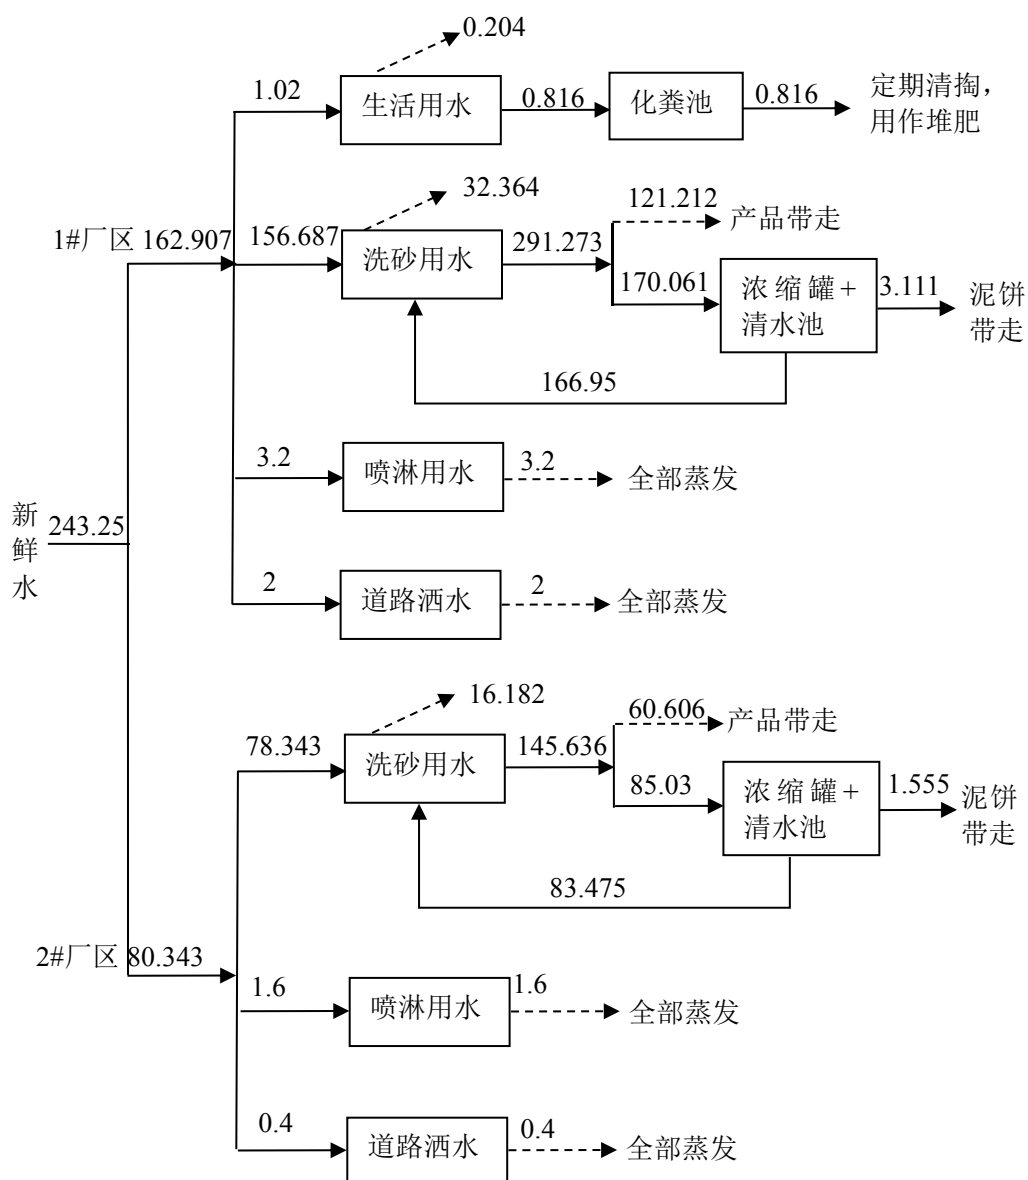 0.204
1.02
生活用水
0.816
化粪池
0.816
定期清掏，
用作堆肥
32.364
121.212
产品带走
1#厂区 162.907
156.687
洗砂用水
291.273
170.061
浓缩罐+
清水池
3.111
泥饼
带走
166.95
3.2
喷淋用水
3.2
全部蒸发
新
鲜
水
243.25
2
道路洒水
2
全部蒸发
16.182
60.606
产品带走
78.343
洗砂用水
145.636
85.03
浓缩罐+
清水池
1.555
泥饼
带走
83.475
2#厂区 80.343
1.6
喷淋用水
1.6
全部蒸发
0.4
道路洒水
0.4
全部蒸发